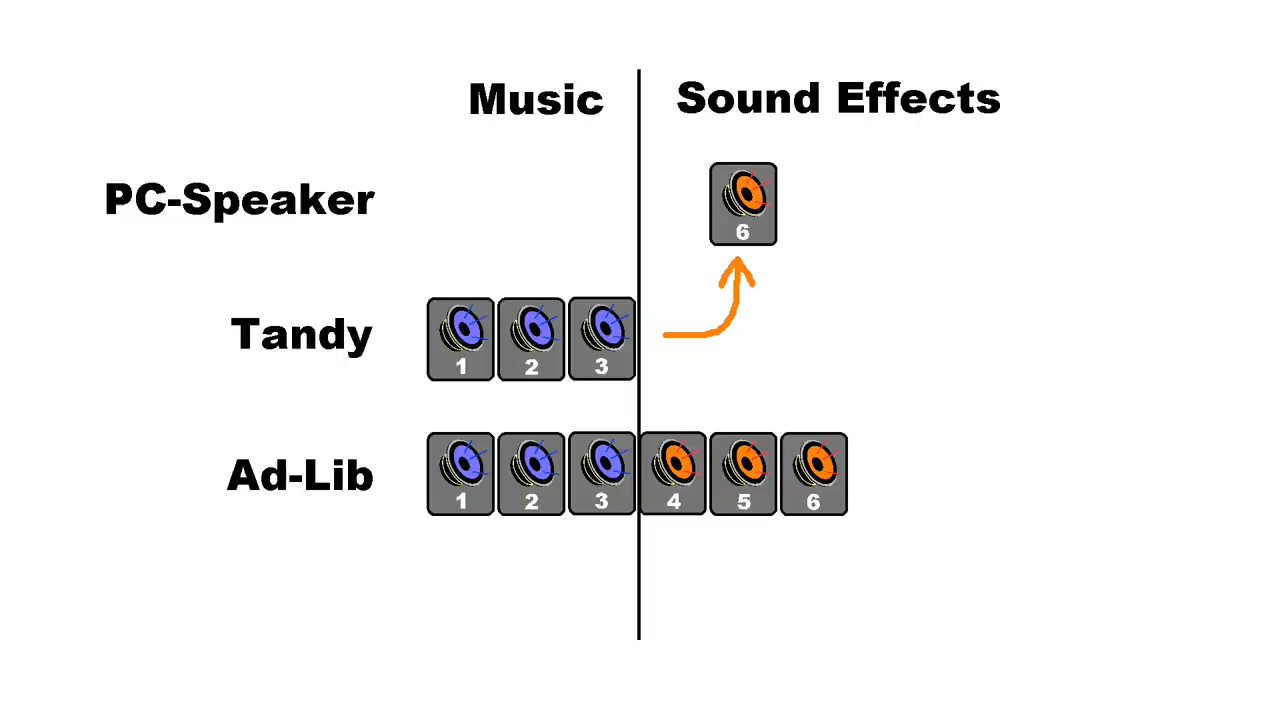 Music Sound Effects
PC-Speaker 6
Tandy 1 2 3
Ad-Lib 1 2 3 4 5 6